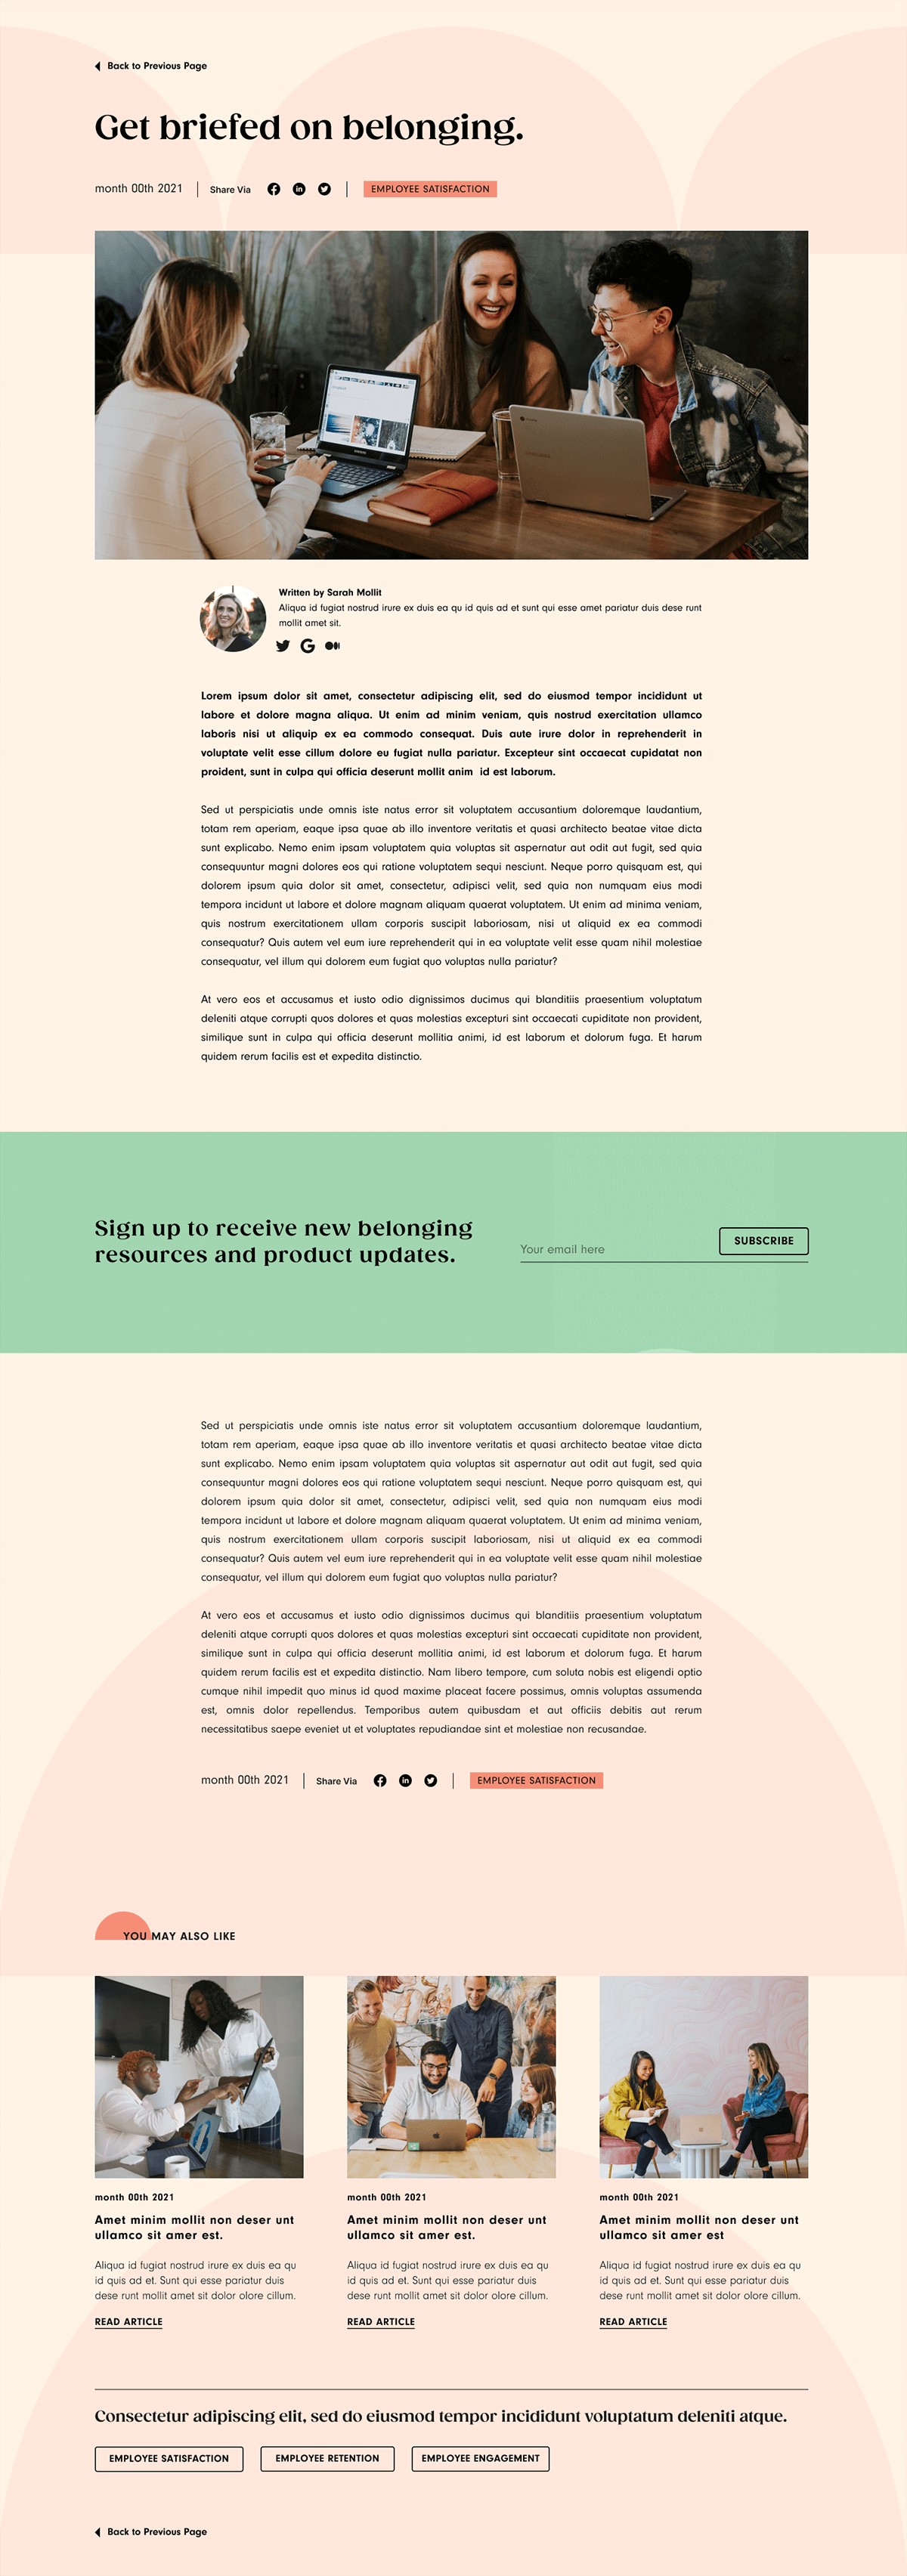 Back to Previous Page
Get briefed on belonging.
month 00th 2021
Share Via
EMPLOYEE SATISFACTION
Written by Sarah Mollit
Aliqua id fugiat nostrud irure ex duis ea qu id quis ad et sunt qui esse amet pariatur duis dese runt
mollit amet sit.
Lorem ipsum dolor sit amet, consectetur adipiscing elit, sed do eiusmod tempor incididunt ut
labore et dolore magna aliqua. Ut enim ad minim veniam, quis nostrud exercitation ullamco
laboris nisi ut aliquip ex ea commodo consequat. Duis aute irure dolor in reprehenderit in
voluptate velit esse cillum dolore eu fugiat nulla pariatur. Excepteur sint occaecat cupidatat non
proident, sunt in culpa qui officia deserunt mollit anim id est laborum.
Sed ut perspiciatis unde omnis iste natus error sit voluptatem accusantium doloremque laudantium,
totam rem aperiam, eaque ipsa quae ab illo inventore veritatis et quasi architecto beatae vitae dicta
sunt explicabo. Nemo enim ipsam voluptatem quia voluptas sit aspernatur aut odit aut fugit, sed quia
consequuntur magni dolores eos qui ratione voluptatem sequi nesciunt. Neque porro quisquam est, qui
dolorem ipsum quia dolor sit amet, consectetur, adipisci velit, sed quia non numquam eius modi
tempora incidunt ut labore et dolore magnam aliquam quaerat voluptatem. Ut enim ad minima veniam,
quis nostrum exercitationem ullam corporis suscipit laboriosam, nisi ut aliquid ex ea commodi
consequatur? Quis autem vel eum iure reprehenderit qui in ea voluptate velit esse quam nihil molestiae
consequatur, vel illum qui dolorem eum fugiat quo voluptas nulla pariatur?
At vero eos et accusamus et iusto odio dignissimos ducimus qui blanditiis praesentium voluptatum
deleniti atque corrupti quos dolores et quas molestias excepturi sint occaecati cupiditate non provident,
similique sunt in culpa qui officia deserunt mollitia animi, id est laborum et dolorum fuga. Et harum
quidem rerum facilis est et expedita distinctio.
Sign up to receive new belonging
resources and product updates.
Your email here
SUBSCRIBE
Sed ut perspiciatis unde omnis iste natus error sit voluptatem accusantium doloremque laudantium,
totam rem aperiam, eaque ipsa quae ab illo inventore veritatis et quasi architecto beatae vitae dicta
sunt explicabo. Nemo enim ipsam voluptatem quia voluptas sit aspernatur aut odit aut fugit, sed quia
consequuntur magni dolores eos qui ratione voluptatem sequi nesciunt. Neque porro quisquam est, qui
dolorem ipsum quia dolor sit amet, consectetur, adipisci velit, sed quia non numquam eius modi
tempora incidunt ut labore et dolore magnam aliquam quaerat voluptatem. Ut enim ad minima veniam,
quis nostrum exercitationem ullam corporis suscipit laboriosam, nisi ut aliquid ex ea commodi
consequatur? Quis autem vel eum iure reprehenderit qui in ea voluptate velit esse quam nihil molestiae
consequatur, vel illum qui dolorem eum fugiat quo voluptas nulla pariatur?
At vero eos et accusamus et iusto odio dignissimos ducimus qui blanditiis praesentium voluptatum
deleniti atque corrupti quos dolores et quas molestias excepturi sint occaecati cupiditate non provident,
similique sunt in culpa qui officia deserunt mollitia animi, id est laborum et dolorum fuga. Et harum
quidem rerum facilis est et expedita distinctio. Nam libero tempore, cum soluta nobis est eligendi optio
cumque nihil impedit quo minus id quod maxime placeat facere possimus, omnis voluptas assumenda
est, omnis dolor repellendus. Temporibus autem quibusdam et aut officiis debitis aut rerum
necessitatibus saepe eveniet ut et voluptates repudiandae sint et molestiae non recusandae.
month 00th 2021
Share Via
EMPLOYEE SATISFACTION
YOU MAY ALSO LIKE
month 00th 2021
Amet minim mollit non deser unt
ullamco sit amer est.
Aliqua id fugiat nostrud irure ex duis ea qu
id quis ad et. Sunt qui esse pariatur duis
dese runt mollit amet sit dolor olore cillum.
READ ARTICLE
month 00th 2021
Amet minim mollit non deser unt
ullamco sit amer est.
Aliqua id fugiat nostrud irure ex duis ea qu
id quis ad et. Sunt qui esse pariatur duis
dese runt mollit amet sit dolor olore cillum.
READ ARTICLE
month 00th 2021
Amet minim mollit non deser unt
ullamco sit amer est
Aliqua id fugiat nostrud irure ex duis ea qu
id quis ad et. Sunt qui esse pariatur duis
dese runt mollit amet sit dolor olore cillum.
READ ARTICLE
Consectetur adipiscing elit, sed do eiusmod tempor incididunt voluptatum deleniti atque.
EMPLOYEE SATISFACTION
EMPLOYEE RETENTION
EMPLOYEE ENGAGEMENT
Back to Previous Page